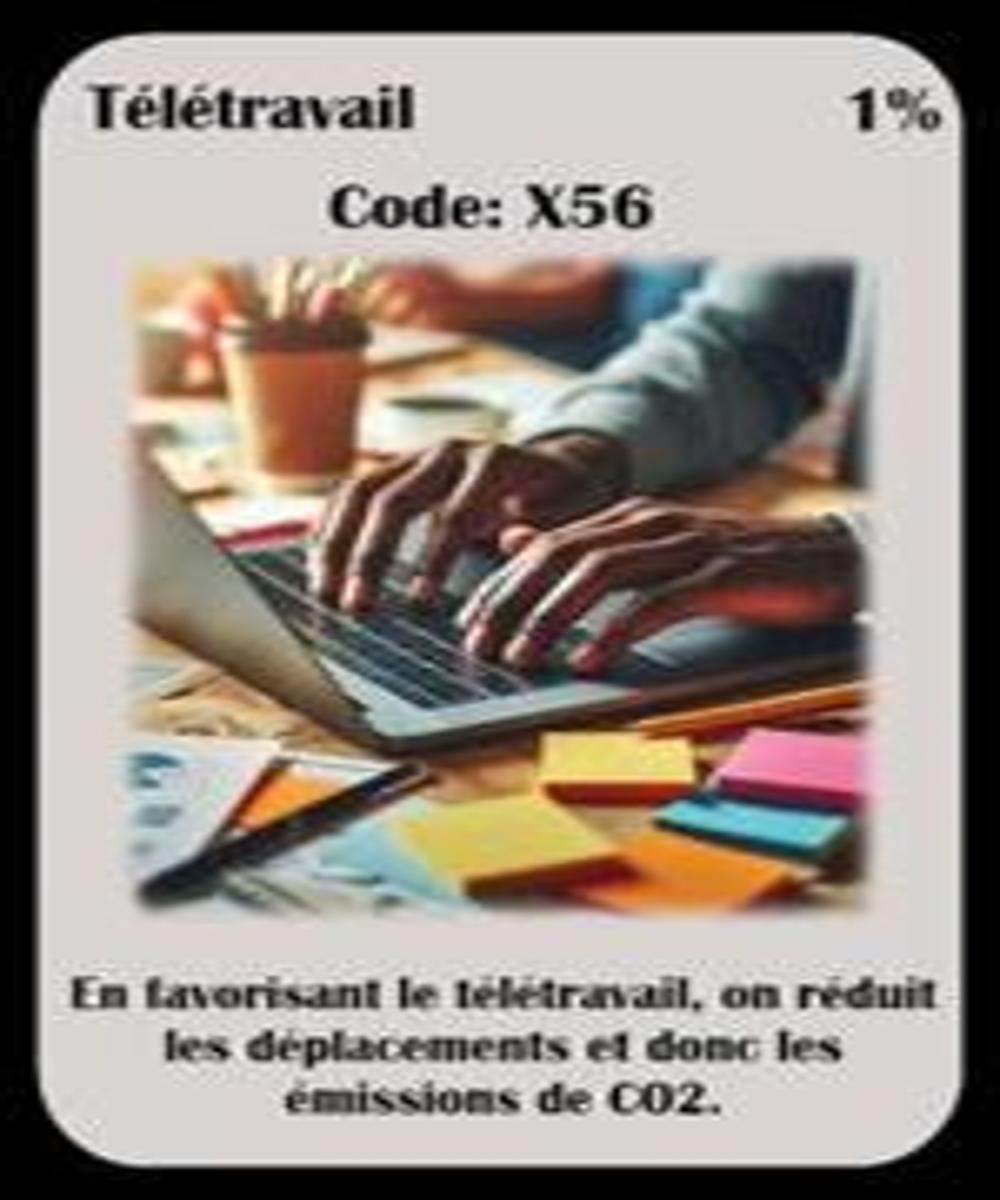 Télétravail 1%
Code: X56
En favorisant le télétravail, on réduit
les déplacements et donc les
émissions de CO2.